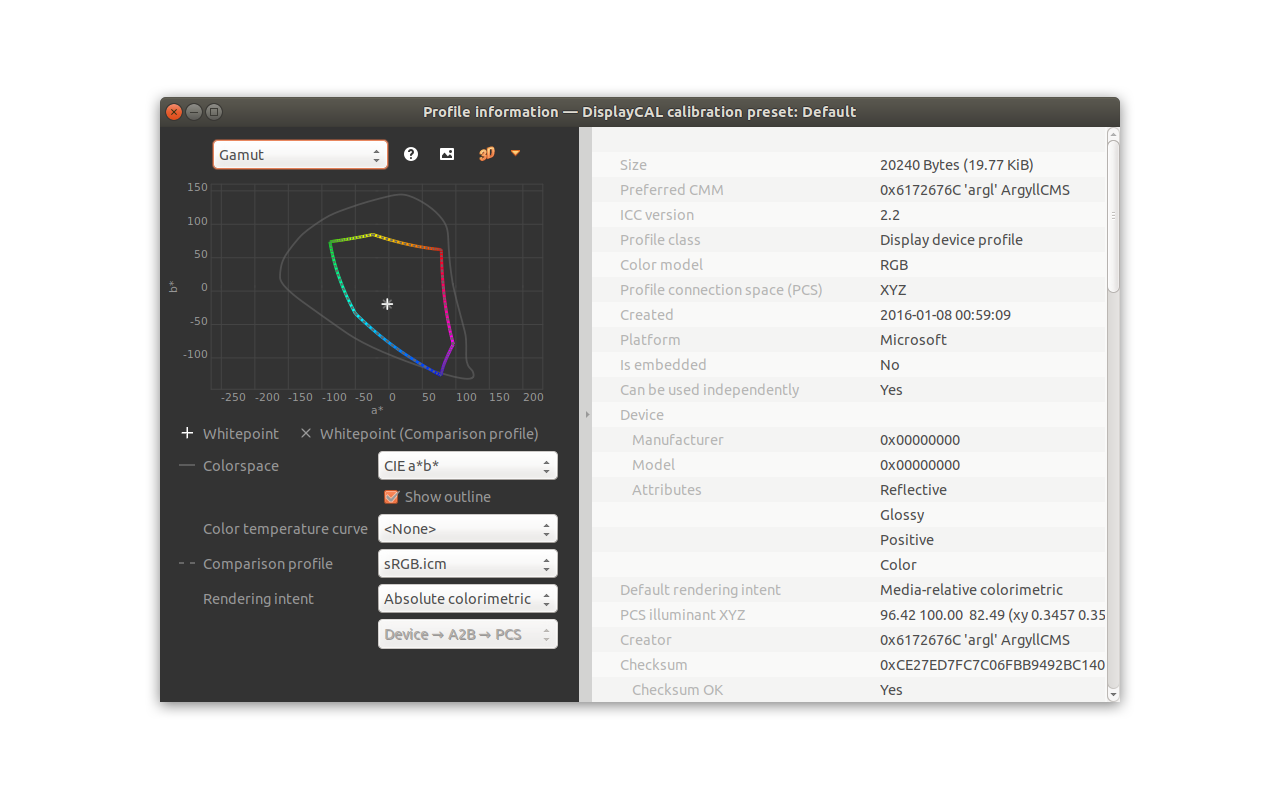 Profile information — DisplayCAL calibration preset: Default
Gamut
3D
150
100
50
0
-50
-100
b*
-250 -200 -150 -100 -50 0 50 100 150 200
a*
Whitepoint Whitepoint (Comparison profile)
Colorspace CIE a*b*
Show outline
Color temperature curve <None>
Comparison profile sRGB.icm
Rendering intent Absolute colorimetric
Device → A2B → PCS
Size 20240 Bytes (19.77 KiB)
Preferred CMM 0x6172676C 'argl' ArgyllCMS
ICC version 2.2
Profile class Display device profile
Color model RGB
Profile connection space (PCS) XYZ
Created 2016-01-08 00:59:09
Platform Microsoft
Is embedded No
Can be used independently Yes
Device
Manufacturer 0x00000000
Model 0x00000000
Attributes Reflective
Glossy
Positive
Color
Default rendering intent Media-relative colorimetric
PCS illuminant XYZ 96.42 100.00 82.49 (xy 0.3457 0.35
Creator 0x6172676C 'argl' ArgyllCMS
Checksum 0xCE27ED7FC7C06FBB9492BC140
Checksum OK Yes